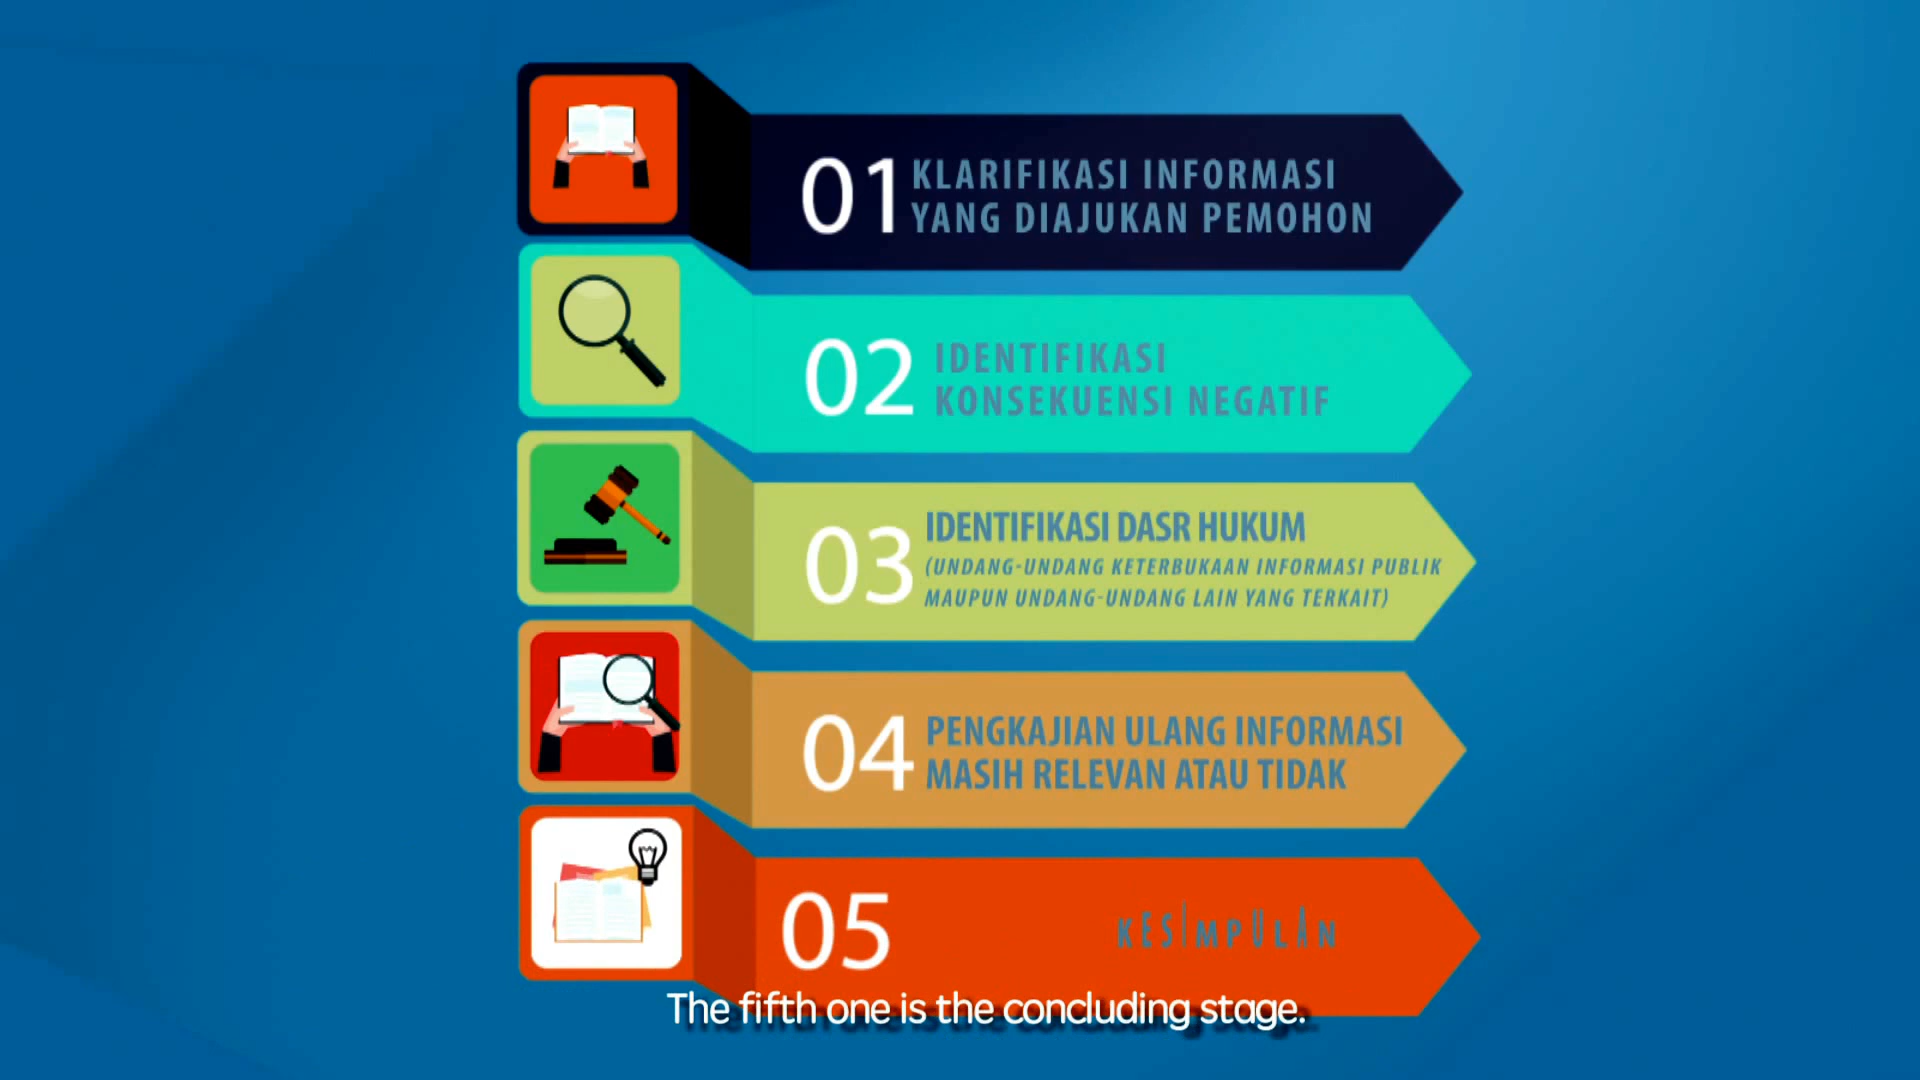 01
KLARIFIKASI INFORMASI
YANG DIAJUKAN PEMOHON
02
IDENTIFIKASI
KONSEKUENSI NEGATIF
03
IDENTIFIKASI DASR HUKUM
(UNDANG-UNDANG KETERBUKAAN INFORMASI PUBLIK
MAUPUN UNDANG-UNDANG LAIN YANG TERKAIT)
04
PENGKAJIAN ULANG INFORMASI
MASIH RELEVAN ATAU TIDAK
05
KESIMPULAN
The fifth one is the concluding stage.